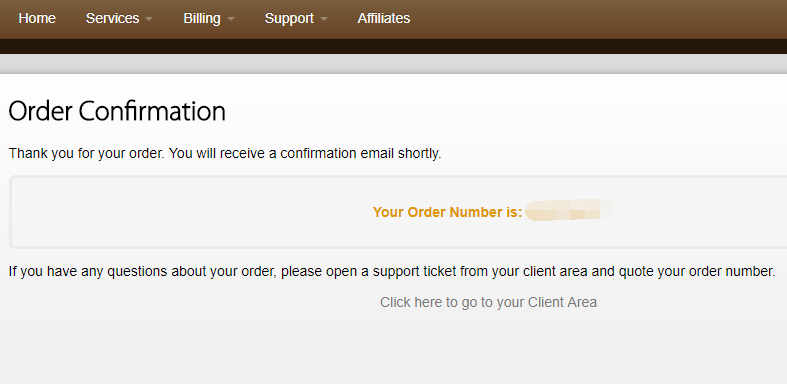 Home Services Billing Support Affiliates
Order Confirmation
Thank you for your order. You will receive a confirmation email shortly.
Your Order Number is:
If you have any questions about your order, please open a support ticket from your client area and quote your order number.
Click here to go to your Client Area